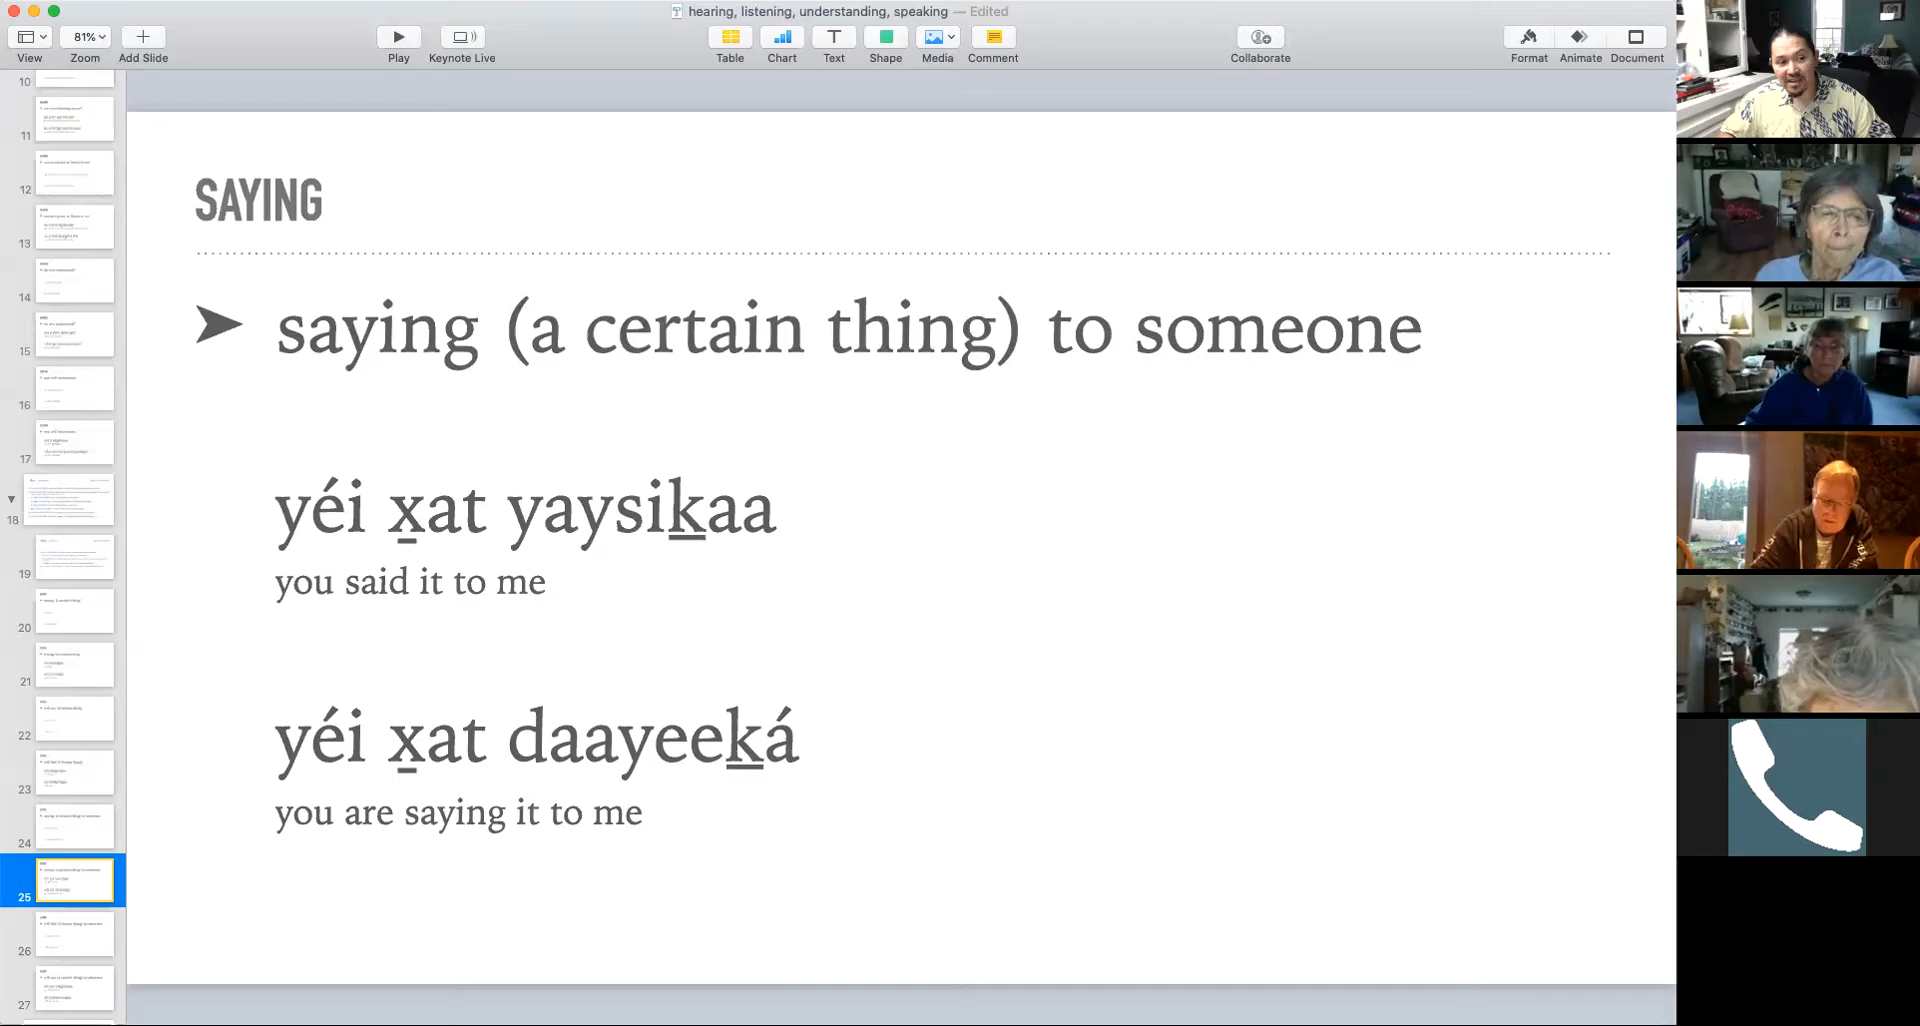 hearing, listening, understanding, speaking — Edited
81%
View Zoom Add Slide Play Keynote Live Table Chart Text Shape Media Comment Collaborate Format Animate Document
10
11
12
13
14
15
16
17
18
19
20
21
22
23
24
25
26
27
SAYING
➤ saying (a certain thing) to someone
yéi x̲at yaysik̲aa
you said it to me
yéi x̲at daayeek̲á
you are saying it to me